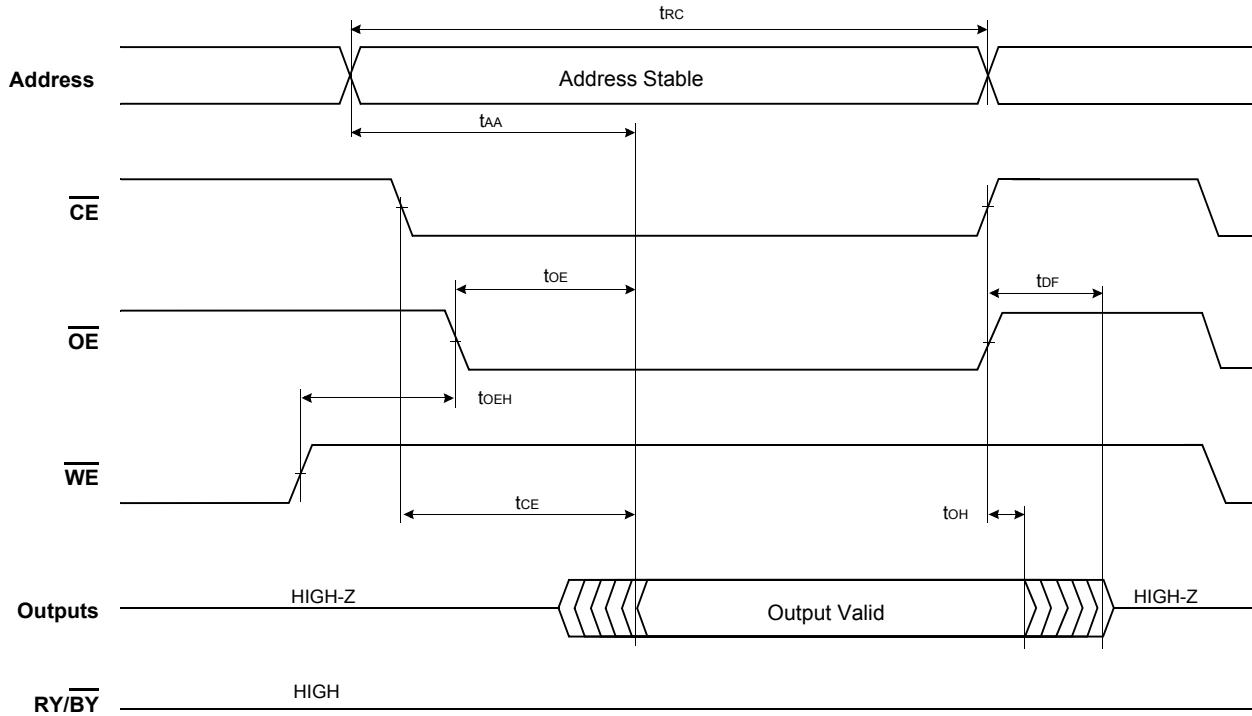 tRC
Address
Address Stable
tAA
CE
tOE
tDF
OE
tOEH
WE
tCE
tOH
Outputs
HIGH-Z
Output Valid
HIGH-Z
HIGH
RY/BY